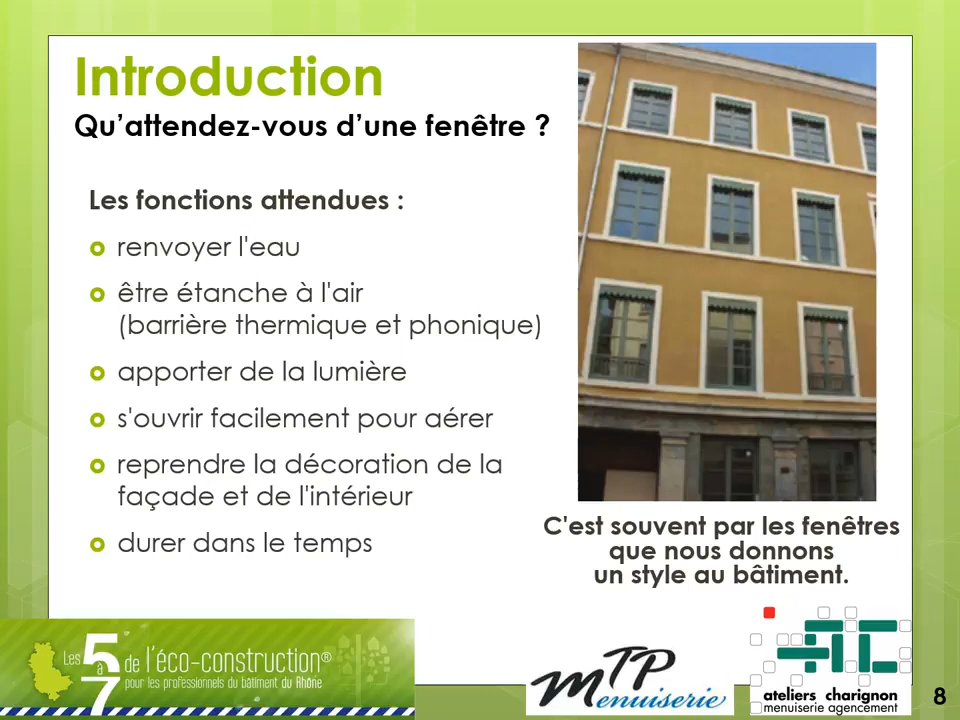 Introduction
Qu’attendez-vous d’une fenêtre ?
Les fonctions attendues :
renvoyer l'eau
être étanche à l'air
(barrière thermique et phonique)
apporter de la lumière
s'ouvrir facilement pour aérer
reprendre la décoration de la
façade et de l'intérieur
durer dans le temps
C'est souvent par les fenêtres
que nous donnons
un style au bâtiment.
Les 5 à 7 de l'éco-construction®
pour les professionnels du bâtiment du Rhône
MTP
Menuiserie
AC
ateliers charignon
menuiserie agencement
8